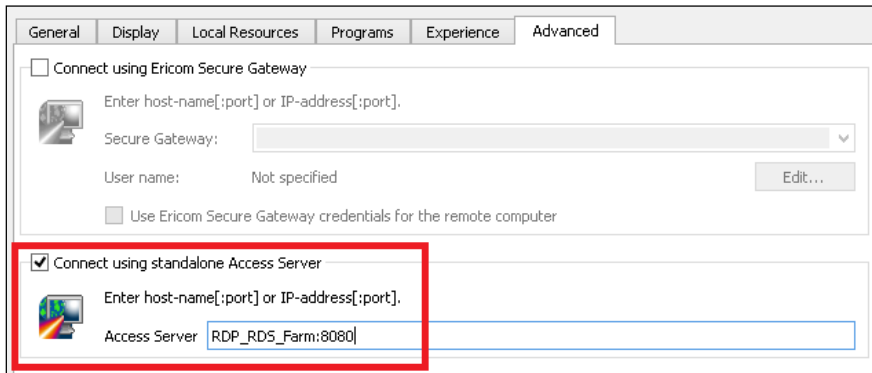 General Display Local Resources Programs Experience Advanced
Connect using Ericom Secure Gateway
Enter host-name[:port] or IP-address[:port].
Secure Gateway:
User name: Not specified Edit...
Use Ericom Secure Gateway credentials for the remote computer
Connect using standalone Access Server
Enter host-name[:port] or IP-address[:port].
Access Server RDP_RDS_Farm:8080